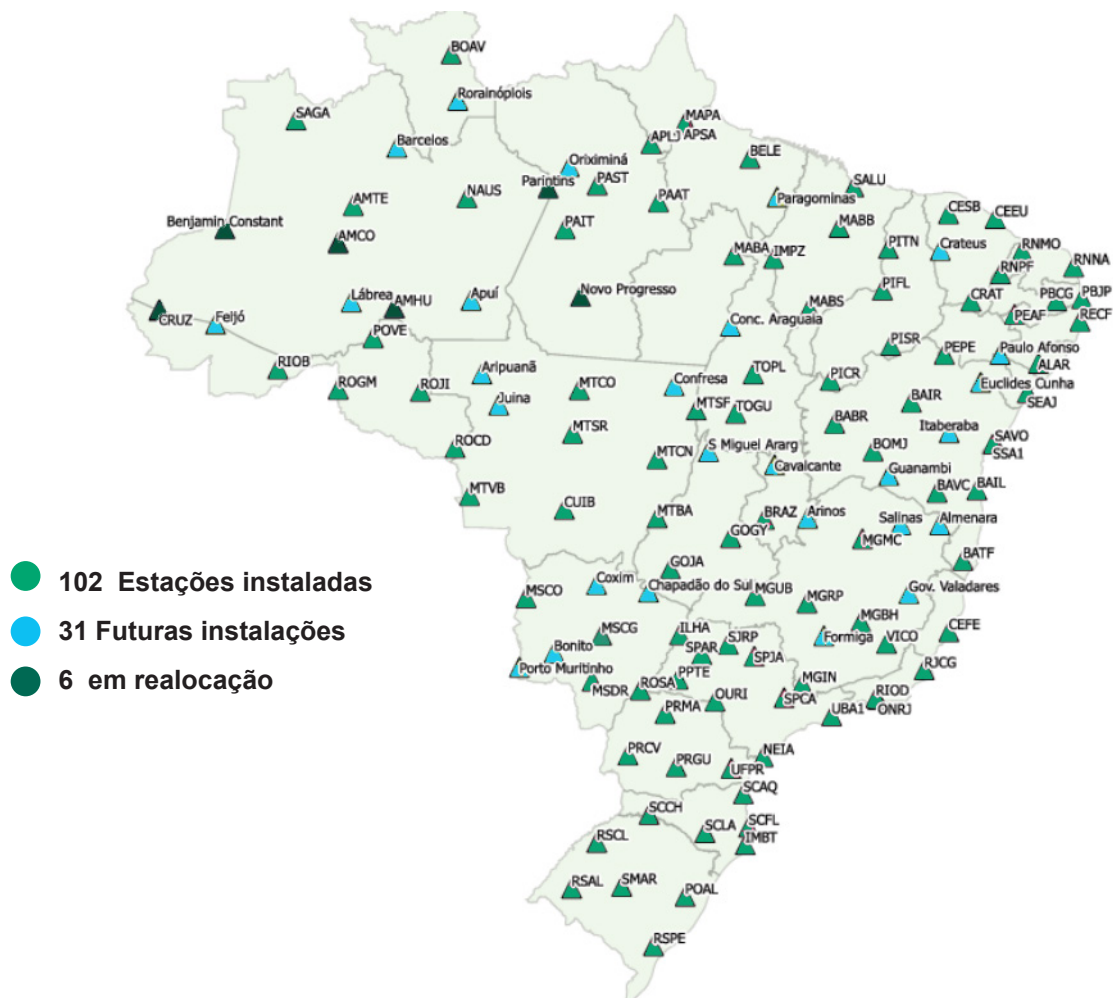 BOAV
Rorainópiois
SAGA
MAPA
Barcelos
APLJ
APSA
BELE
Oriximiná
Parintins
PAST
SALU
NAUS
PAAT
Paragominas
AMTE
CESB
CEEU
Benjamin Constant
PAIT
MABB
AMCO
PITN
Crateus
RNMO
MABA
IMPZ
RNNA
RNPF
Novo Progresso
PIFL
Lábrea
AMHU
Apuí
MABS
CRAT
PBCG
PBJP
CRUZ
Feijó
Conc. Araguaia
PEAF
RECF
POVE
PISR
PEPE
Paulo Afonso
RIOB
Aripuanã
TOPL
ALAR
ROGM
ROJI
MTCO
Confresa
PICR
Euclides Cunha
Juina
MTSF
TOGU
BAIR
SEAJ
MTSR
BABR
Itaberaba
ROCD
S Miguel Ararg
BOMJ
SAVO
MTCN
Cavalcante
SSA1
Guanambi
MTVB
BAVC
BAIL
CUIB
MTBA
BRAZ
Arinos
Salinas
Almenara
GOGY
MGMC
BATF
GOJA
102 Estações instaladas
Coxim
Chapadão do Sul
MSCO
MGUB
MGRP
Gov. Valadares
31 Futuras instalações
MGBH
MSCG
ILHA
SJRP
Formiga
VICO
CEFE
Bonito
SPAR
SPJA
6 em realocação
Porto Muritinho
PPTE
RJCG
MSDR
ROSA
MGIN
OURI
SPCA
RIOD
PRMA
UBA1
ONRJ
PRCV
NEIA
PRGU
UFPR
SCAQ
SCCH
SCFL
SCLA
RSCL
IMBT
RSAL
SMAR
POAL
RSPE